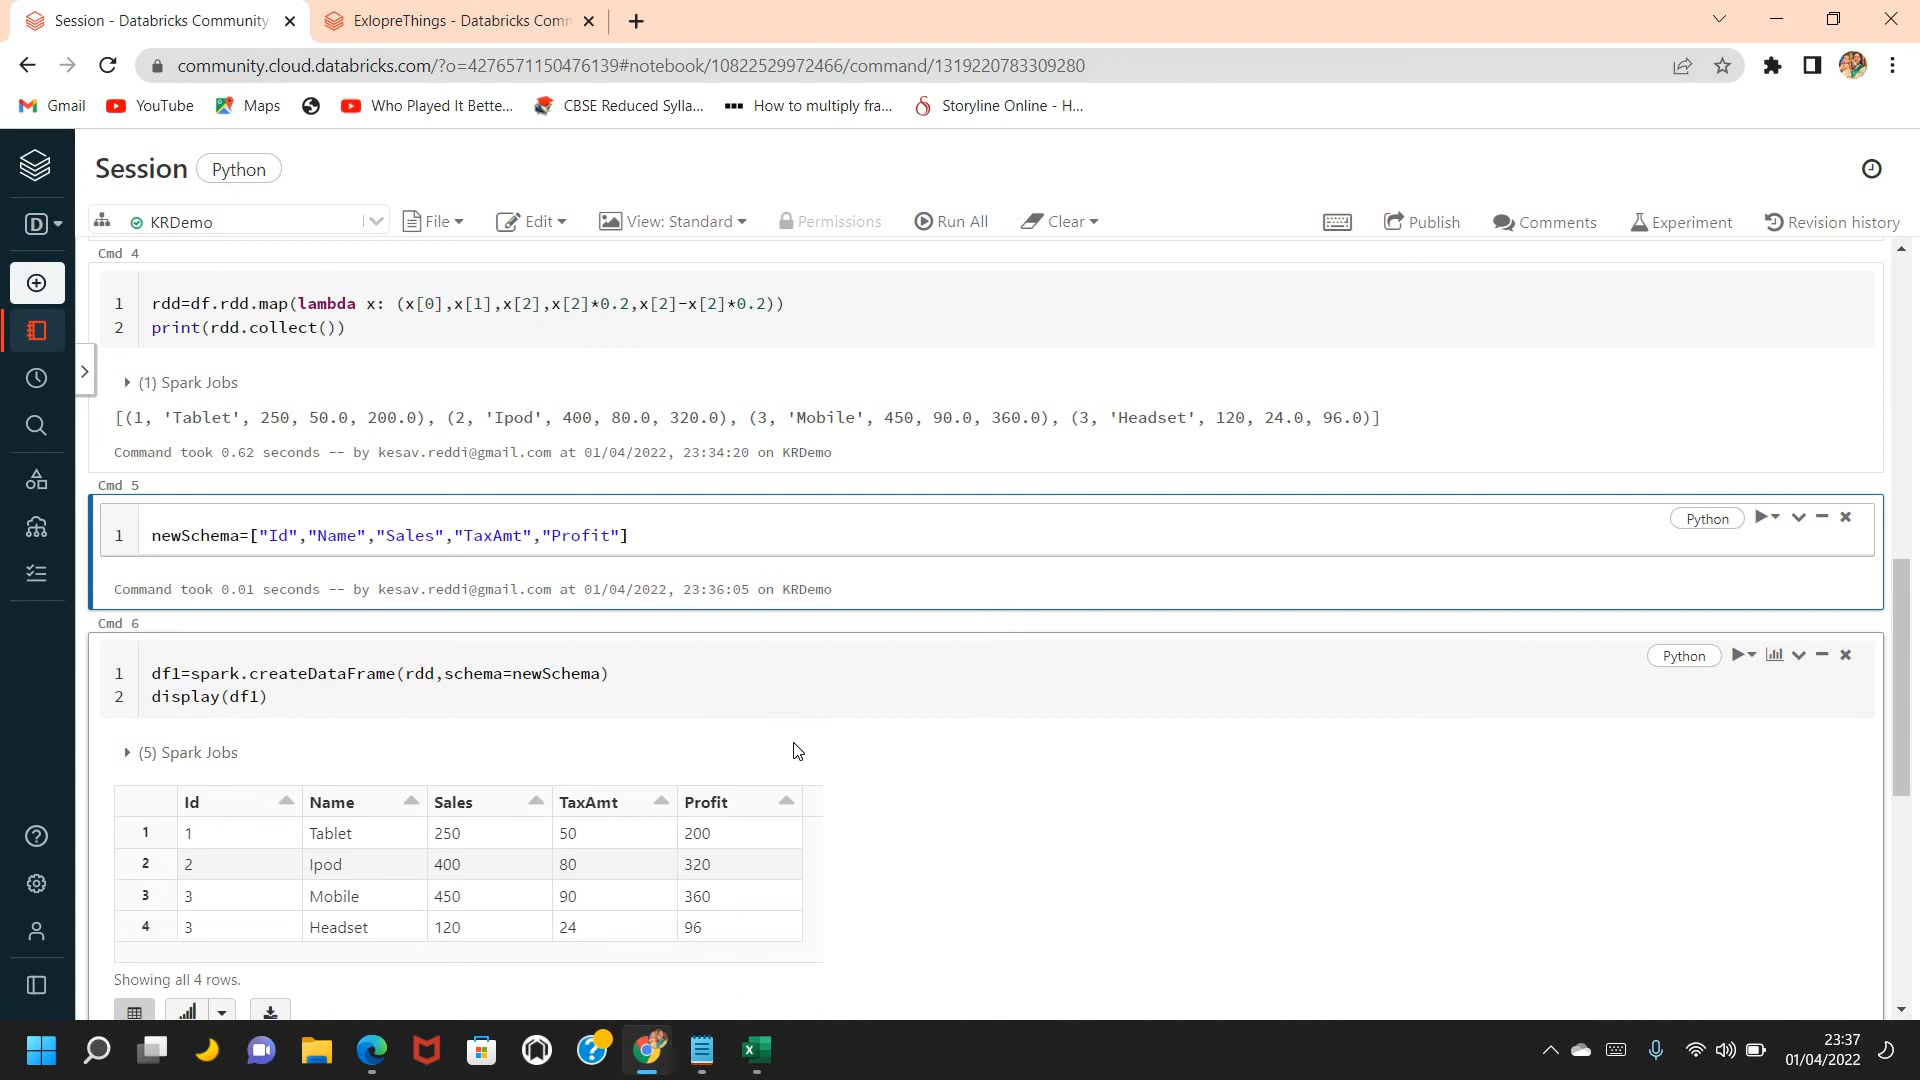 Session - Databricks Community
ExlopreThings - Databricks Com
community.cloud.databricks.com/?o=4276571150476139#notebook/10822529972466/command/1319220783309280
Gmail YouTube Maps Who Played It Bette... CBSE Reduced Sylla... How to multiply fra... Storyline Online - H...
Session Python
D
KRDemo File Edit View: Standard Permissions Run All Clear Publish Comments Experiment Revision history
Cmd 4
1 rdd=df.rdd.map(lambda x: (x[0],x[1],x[2],x[2]*0.2,x[2]-x[2]*0.2))
2 print(rdd.collect())
(1) Spark Jobs
[(1, 'Tablet', 250, 50.0, 200.0), (2, 'Ipod', 400, 80.0, 320.0), (3, 'Mobile', 450, 90.0, 360.0), (3, 'Headset', 120, 24.0, 96.0)]
Command took 0.62 seconds -- by kesav.reddi@gmail.com at 01/04/2022, 23:34:20 on KRDemo
Cmd 5
Python
1 newSchema=["Id","Name","Sales","TaxAmt","Profit"]
Command took 0.01 seconds -- by kesav.reddi@gmail.com at 01/04/2022, 23:36:05 on KRDemo
Cmd 6
Python
1 df1=spark.createDataFrame(rdd,schema=newSchema)
2 display(df1)
(5) Spark Jobs
Id Name Sales TaxAmt Profit
1 1 Tablet 250 50 200
2 2 Ipod 400 80 320
3 3 Mobile 450 90 360
4 3 Headset 120 24 96
Showing all 4 rows.
23:37
01/04/2022